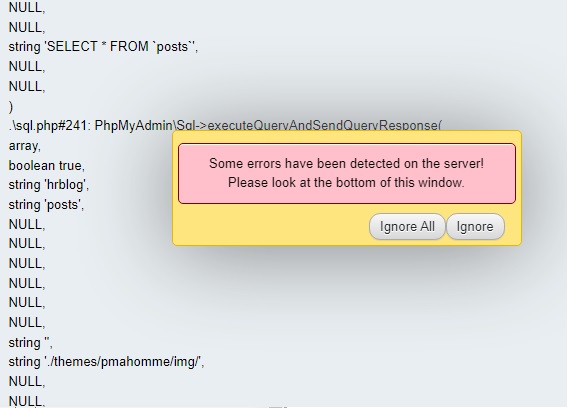 NULL,
NULL,
string 'SELECT * FROM `posts`',
NULL,
NULL,
)
.\sql.php#241: PhpMyAdmin\Sql->executeQueryAndSendQueryResponse(
array,
boolean true,
string 'hrblog',
string 'posts',
NULL,
NULL,
NULL,
NULL,
NULL,
NULL,
string '',
string './themes/pmahomme/img/',
NULL,
NULL,
Some errors have been detected on the server!
Please look at the bottom of this window.
Ignore All
Ignore